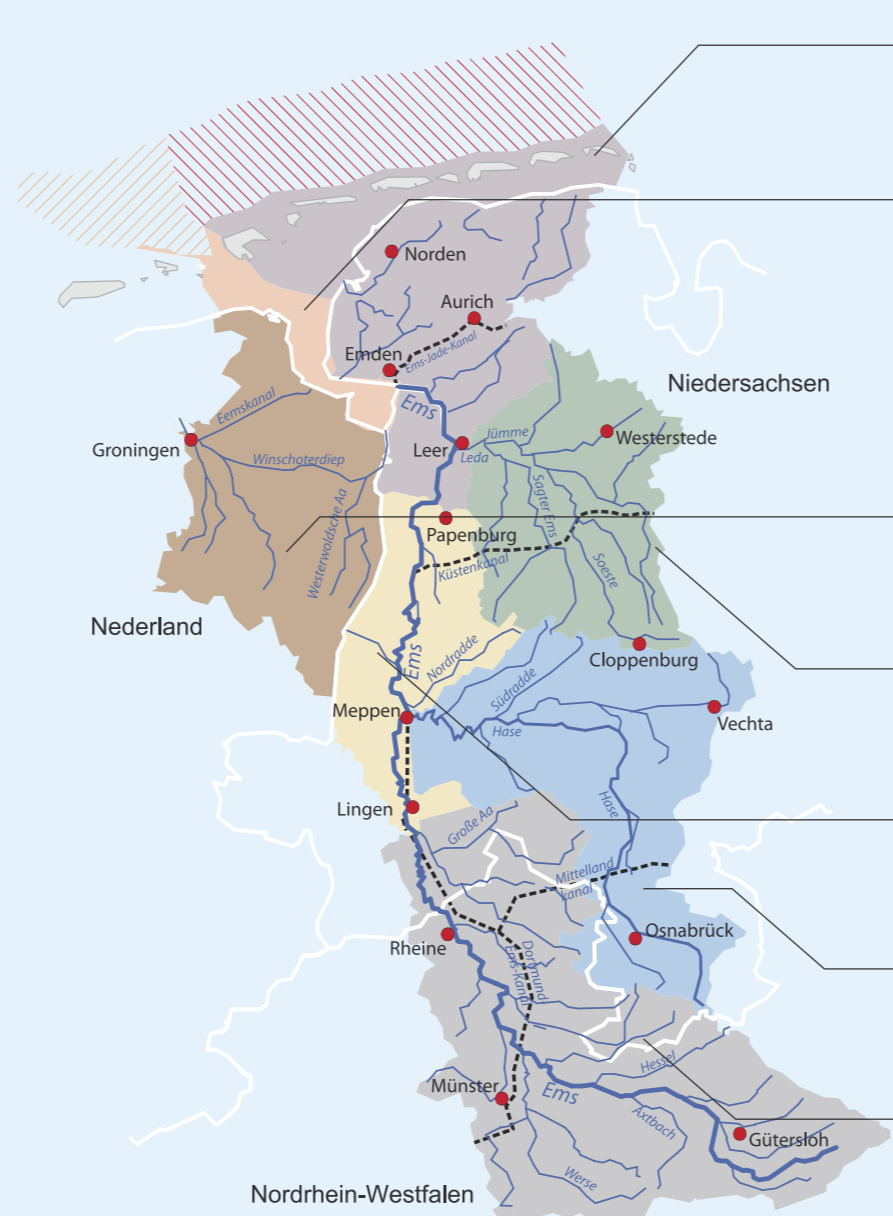 Norden
Aurich
Ems-Jade-Kanal
Emden
Ems
Niedersachsen
Eemskanal
Groningen
Winschoterdiep
Leer
Leda
Jümme
Westerstede
Westerwoldsche Aa
Sagter Ems
Papenburg
Küstenkanal
Soeste
Nederland
Ems
Nordradde
Cloppenburg
Südradde
Meppen
Hase
Vechta
Lingen
Hase
Große Aa
Mittelland
kanal
Osnabrück
Rheine
Dortmund-
Ems-Kanal
Hessel
Münster
Ems
Axtbach
Gütersloh
Werse
Nordrhein-Westfalen